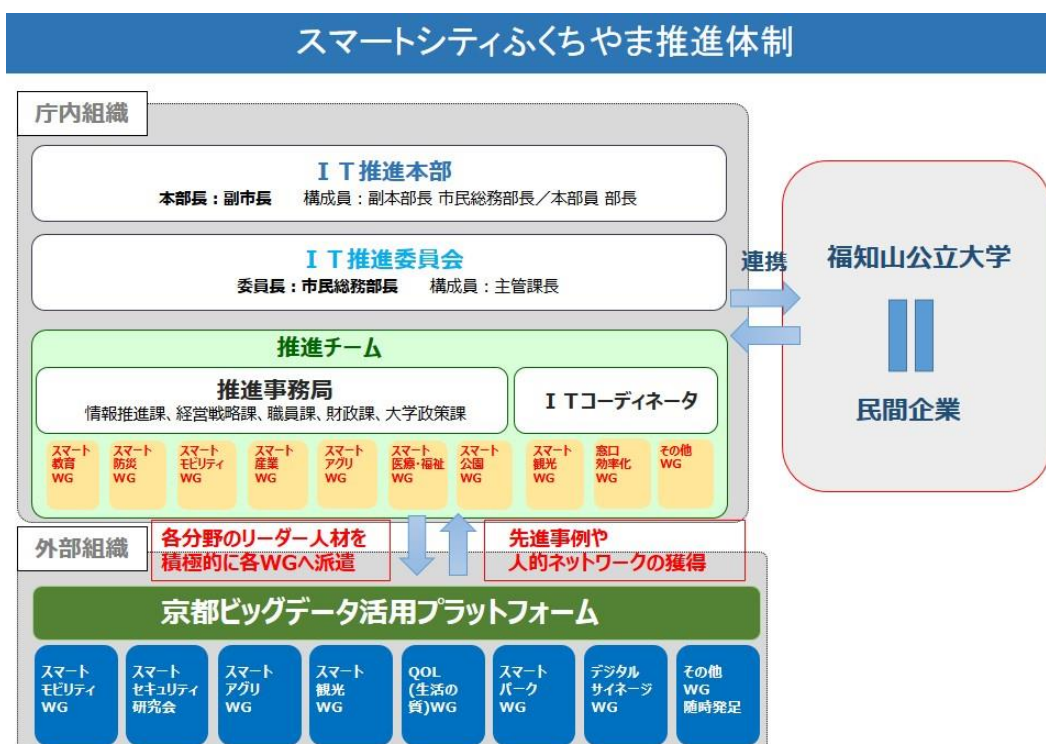 スマートシティふくちやま推進体制
庁内組織
ＩＴ推進本部
本部長：副市長　構成員：副本部長 市民総務部長／本部員 部長
ＩＴ推進委員会
委員長：市民総務部長　構成員：主管課長
連携
福知山公立大学
民間企業
推進チーム
推進事務局
情報推進課、経営戦略課、職員課、財政課、大学政策課
ＩＴコーディネータ
スマート
教育
WG
スマート
防災
WG
スマート
モビリティ
WG
スマート
産業
WG
スマート
アグリ
WG
スマート
医療・福祉
WG
スマート
公園
WG
スマート
観光
WG
窓口
効率化
WG
その他
WG
外部組織
各分野のリーダー人材を
積極的に各WGへ派遣
先進事例や
人的ネットワークの獲得
京都ビッグデータ活用プラットフォーム
スマート
モビリティ
WG
スマート
セキュリティ
研究会
スマート
アグリ
WG
スマート
観光
WG
QOL
(生活の
質)WG
スマート
パーク
WG
デジタル
サイネージ
WG
その他
WG
随時発足